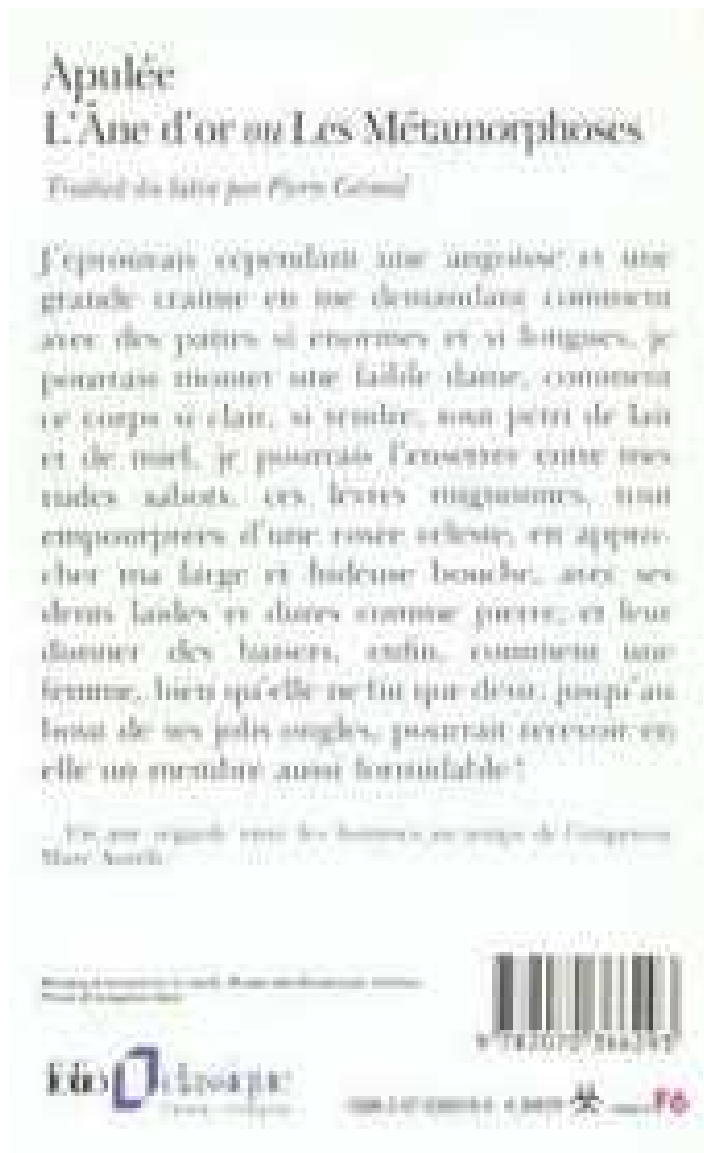 Apulée
L'Âne d'or ou Les Métamorphoses
Traduit du latin par Pierre Grimal
J'éprouvais cependant une angoisse et une
grande crainte en me demandant comment
avec des pattes si énormes et si longues, je
pourrais monter une faible dame, comment
ce corps si clair, si tendre, tout pétri de lait
et de miel, je pourrais l'enserrer entre mes
rudes sabots, ces lèvres mignonnes, tout
empourprées d'une rosée céleste, en appro-
cher ma large et hideuse bouche, avec ses
dents laides et dures comme pierre, et leur
donner des baisers, enfin, comment une
femme, bien qu'elle ne fût que désir, jusqu'au
bout de ses jolis ongles, pourrait recevoir en
elle un membre aussi formidable !
Un âne regarde vivre les hommes au temps de l'empereur
Marc Aurèle.
folio classique
F6